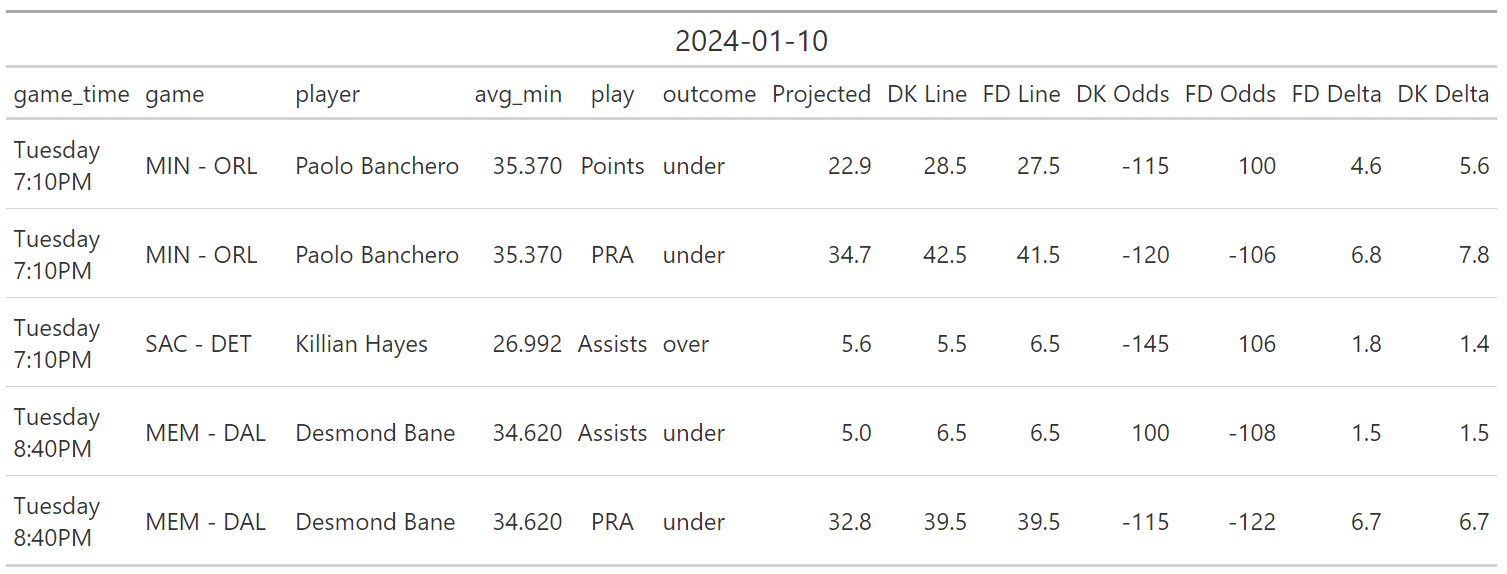 2024-01-10
game_time game player avg_min play outcome Projected DK Line FD Line DK Odds FD Odds FD Delta DK Delta
Tuesday 7:10PM MIN - ORL Paolo Banchero 35.370 Points under 22.9 28.5 27.5 -115 100 4.6 5.6
Tuesday 7:10PM MIN - ORL Paolo Banchero 35.370 PRA under 34.7 42.5 41.5 -120 -106 6.8 7.8
Tuesday 7:10PM SAC - DET Killian Hayes 26.992 Assists over 5.6 5.5 6.5 -145 106 1.8 1.4
Tuesday 8:40PM MEM - DAL Desmond Bane 34.620 Assists under 5.0 6.5 6.5 100 -108 1.5 1.5
Tuesday 8:40PM MEM - DAL Desmond Bane 34.620 PRA under 32.8 39.5 39.5 -115 -122 6.7 6.7